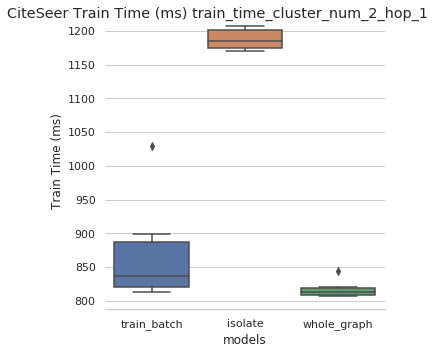 CiteSeer Train Time (ms) train_time_cluster_num_2_hop_1
1200
1150
1100
1050
1000
950
900
850
800
Train Time (ms)
train_batch isolate whole_graph
models